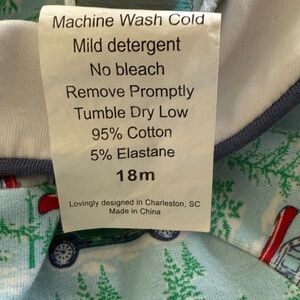 Machine Wash Cold
Mild detergent
No bleach
Remove Promptly
Tumble Dry Low
95% Cotton
5% Elastane
18m
Lovingly designed in Charleston, SC
Made in China